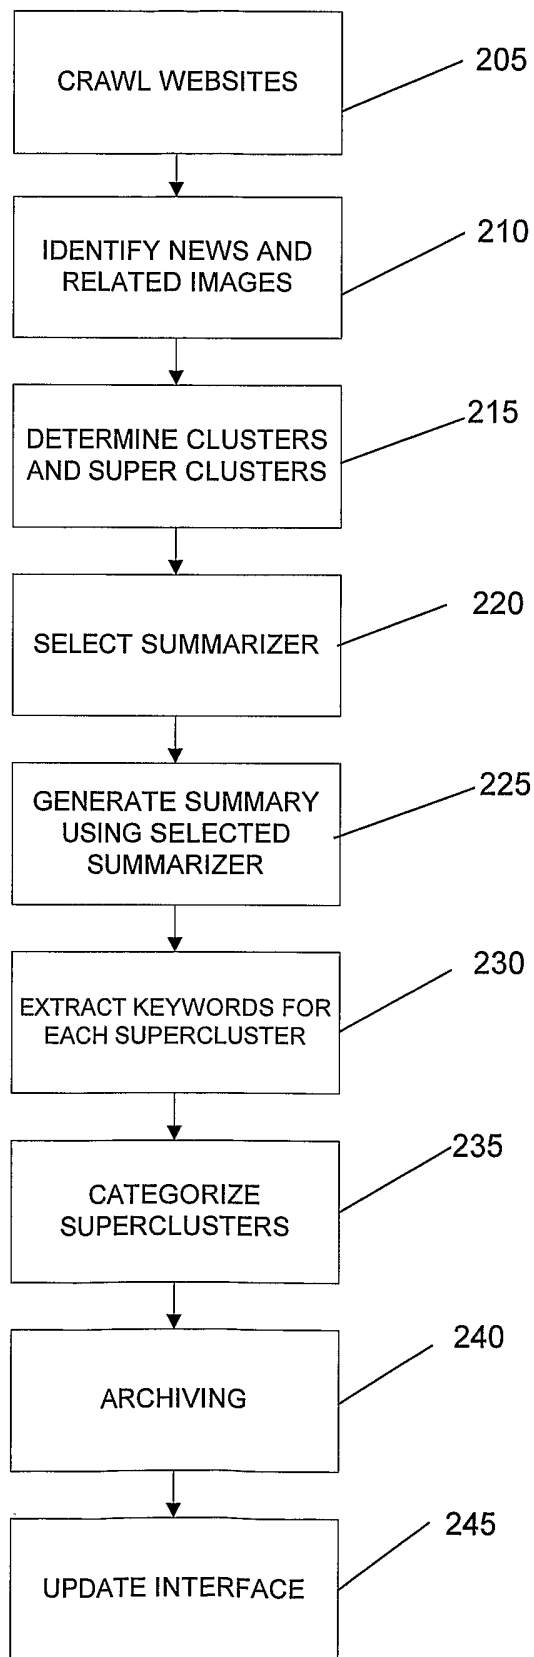 CRAWL WEBSITES
205
IDENTIFY NEWS AND
RELATED IMAGES
210
DETERMINE CLUSTERS
AND SUPER CLUSTERS
215
SELECT SUMMARIZER
220
GENERATE SUMMARY
USING SELECTED
SUMMARIZER
225
EXTRACT KEYWORDS FOR
EACH SUPERCLUSTER
230
CATEGORIZE
SUPERCLUSTERS
235
ARCHIVING
240
UPDATE INTERFACE
245